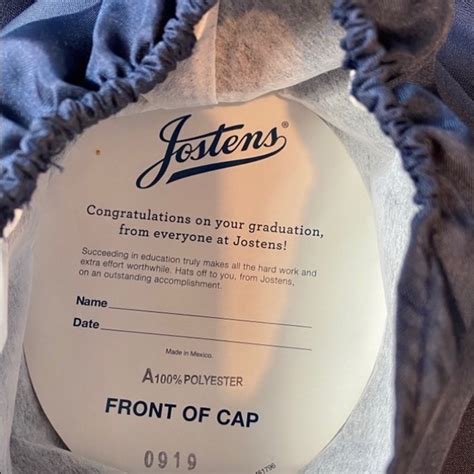 Jostens®
Congratulations on your graduation,
from everyone at Jostens!
Succeeding in education truly makes all the hard work and
extra effort worthwhile. Hats off to you, from Jostens,
on an outstanding accomplishment.
Name
Date
Made in Mexico.
A100% POLYESTER
FRONT OF CAP
0919